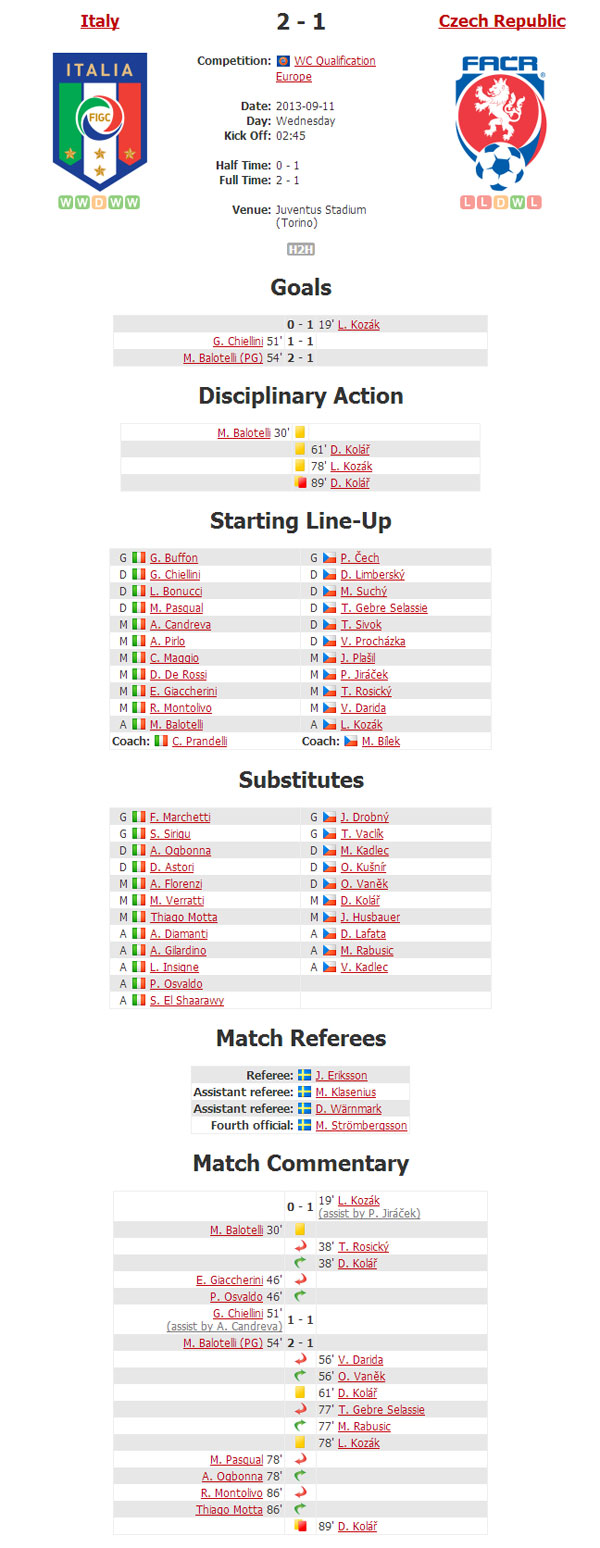 Italy 2 - 1 Czech Republic
ITALIA
FIGC
FAČR
®
Competition: WC Qualification
Europe
Date: 2013-09-11
Day: Wednesday
Kick Off: 02:45
Half Time: 0 - 1
Full Time: 2 - 1
W W D W W
L L D W L
Venue: Juventus Stadium
(Torino)
H2H
Goals
0 - 1 19' L. Kozák
G. Chiellini 51' 1 - 1
M. Balotelli (PG) 54' 2 - 1
Disciplinary Action
M. Balotelli 30'
61' D. Kolář
78' L. Kozák
89' D. Kolář
Starting Line-Up
G G. Buffon G P. Čech
D G. Chiellini D D. Limberský
D L. Bonucci D M. Suchý
D M. Pasqual D T. Gebre Selassie
M A. Candreva D T. Sivok
M A. Pirlo D V. Procházka
M C. Maggio M J. Plašil
M D. De Rossi M P. Jiráček
M E. Giaccherini M T. Rosický
M R. Montolivo M V. Darida
A M. Balotelli A L. Kozák
Coach: C. Prandelli Coach: M. Bílek
Substitutes
G F. Marchetti G J. Drobný
G S. Sirigu G T. Vaclík
D A. Ogbonna D M. Kadlec
D D. Astori D O. Kušnír
M A. Florenzi D O. Vaněk
M M. Verratti M D. Kolář
M Thiago Motta M J. Husbauer
A A. Diamanti A D. Lafata
A A. Gilardino A M. Rabusic
A L. Insigne A V. Kadlec
A P. Osvaldo
A S. El Shaarawy
Match Referees
Referee: J. Eriksson
Assistant referee: M. Klasenius
Assistant referee: D. Wärnmark
Fourth official: M. Strömbergsson
Match Commentary
0 - 1 19' L. Kozák
(assist by P. Jiráček)
M. Balotelli 30'
38' T. Rosický
38' D. Kolář
E. Giaccherini 46'
P. Osvaldo 46'
G. Chiellini 51' 1 - 1
(assist by A. Candreva)
M. Balotelli (PG) 54' 2 - 1
56' V. Darida
56' O. Vaněk
61' D. Kolář
77' T. Gebre Selassie
77' M. Rabusic
78' L. Kozák
M. Pasqual 78'
A. Ogbonna 78'
R. Montolivo 86'
Thiago Motta 86'
89' D. Kolář